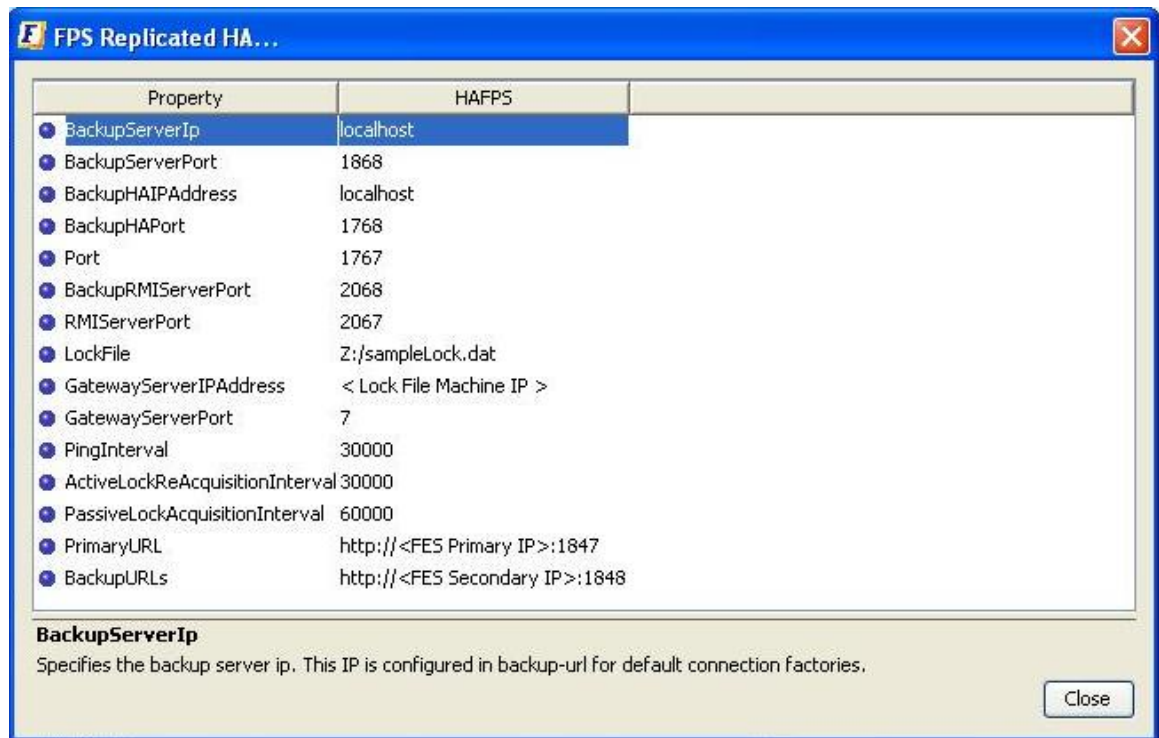 F FPS Replicated HA...
Property HAFPS
BackupServerIp localhost
BackupServerPort 1868
BackupHAIPAddress localhost
BackupHAPort 1768
Port 1767
BackupRMIServerPort 2068
RMIServerPort 2067
LockFile Z:/sampleLock.dat
GatewayServerIPAddress < Lock File Machine IP >
GatewayServerPort 7
PingInterval 30000
ActiveLockReAcquisitionInterval 30000
PassiveLockAcquisitionInterval 60000
PrimaryURL http://<FES Primary IP>:1847
BackupURLs http://<FES Secondary IP>:1848
BackupServerIp
Specifies the backup server ip. This IP is configured in backup-url for default connection factories.
Close